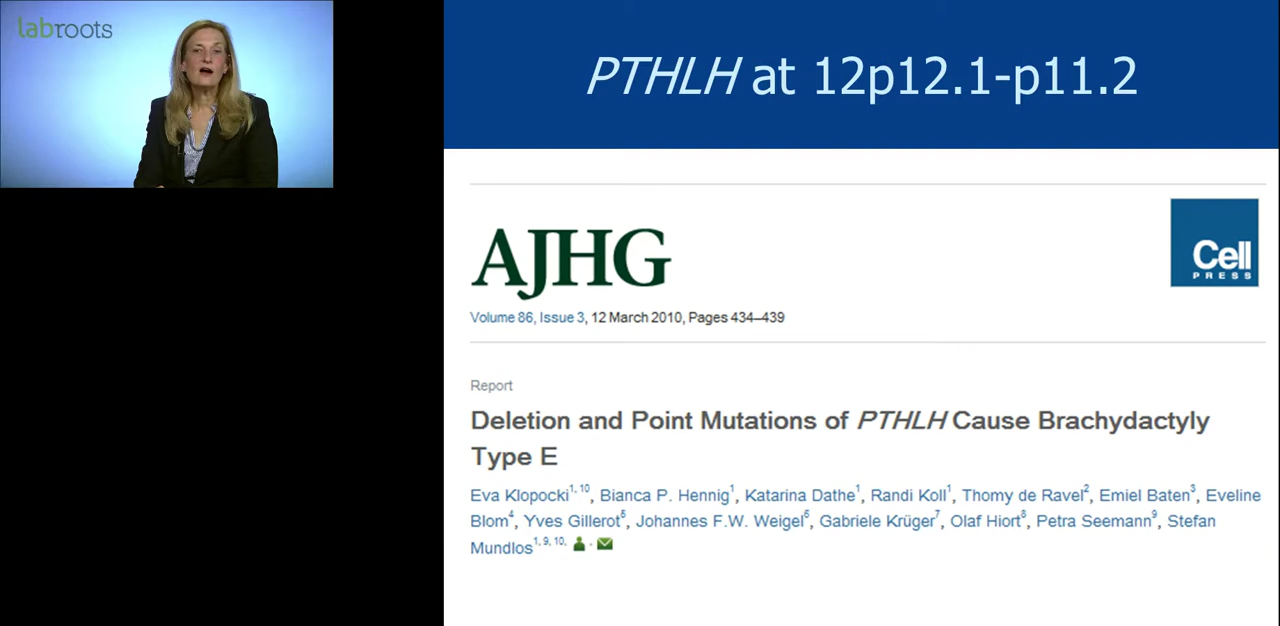 labroots
PTHLH at 12p12.1-p11.2
AJHG
Cell
PRESS
Volume 86, Issue 3, 12 March 2010, Pages 434–439
Report
Deletion and Point Mutations of PTHLH Cause Brachydactyly
Type E
Eva Klopocki1, 10, Bianca P. Hennig1, Katarina Dathe1, Randi Koll1, Thomy de Ravel2, Emiel Baten3, Eveline
Blom4, Yves Gillerot5, Johannes F.W. Weigel6, Gabriele Krüger7, Olaf Hiort8, Petra Seemann9, Stefan
Mundlos1, 9, 10,